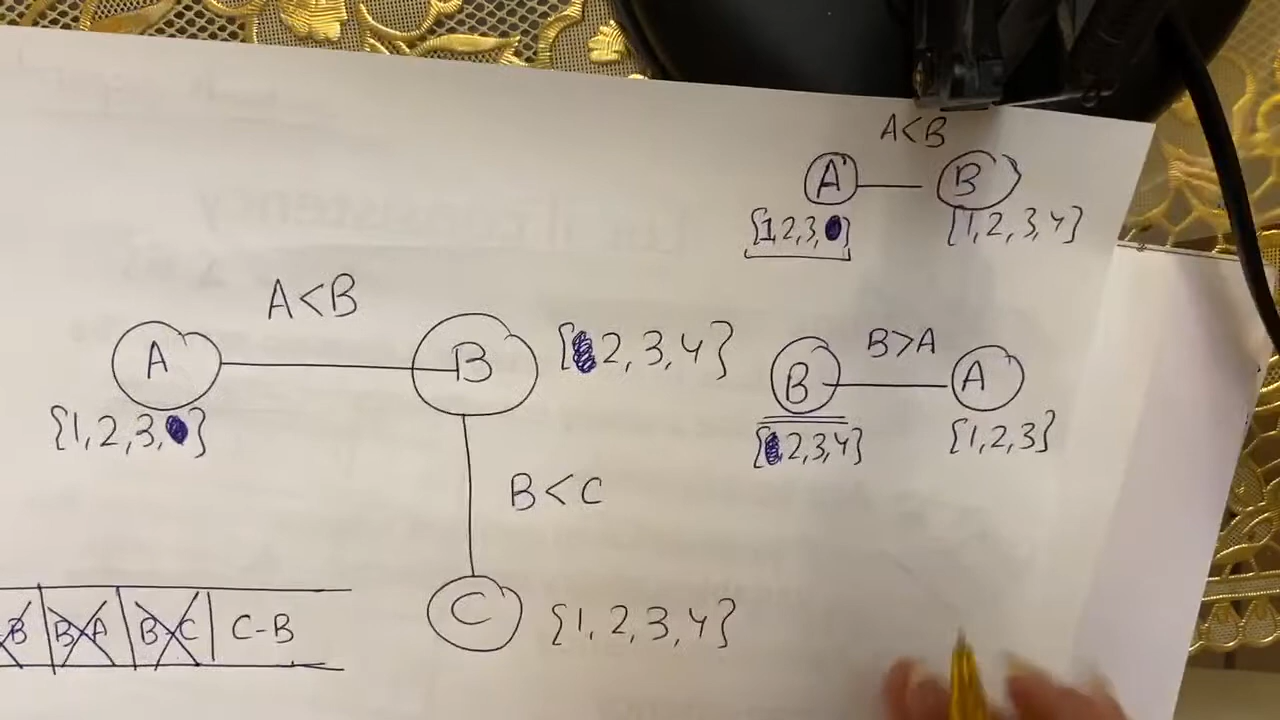 A<B
A B
{1,2,3, } {1,2,3,4}
A<B
A B { 2,3,4}
{1,2,3, }
B>A
B A
{ 2,3,4} {1,2,3}
B<C
C {1,2,3,4}
B B-A B-C C-B